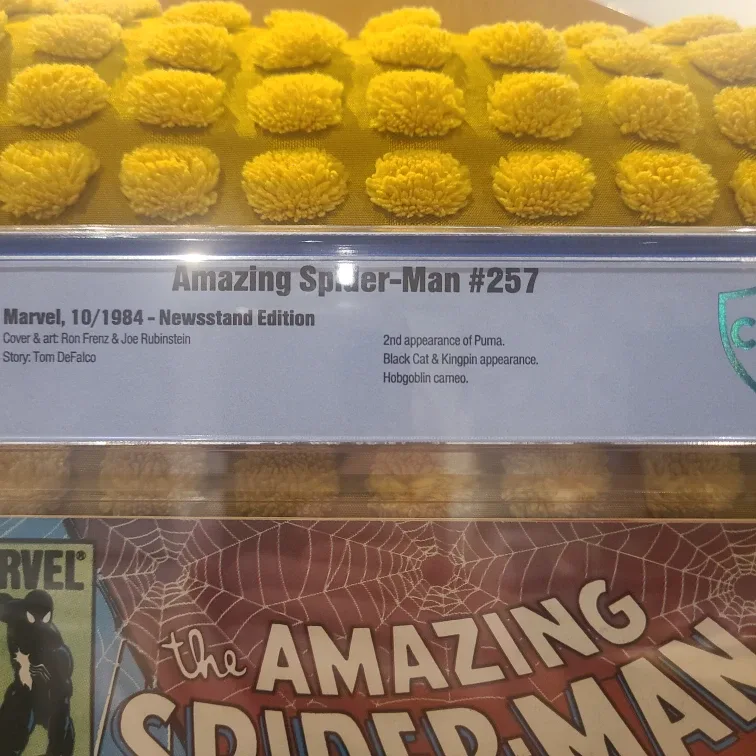 Amazing Spider-Man #257
Marvel, 10/1984 - Newsstand Edition
Cover & art: Ron Frenz & Joe Rubinstein
Story: Tom DeFalco
2nd appearance of Puma.
Black Cat & Kingpin appearance.
Hobgoblin cameo.
C
RVEL®
the AMAZING
SPIDER-MAN